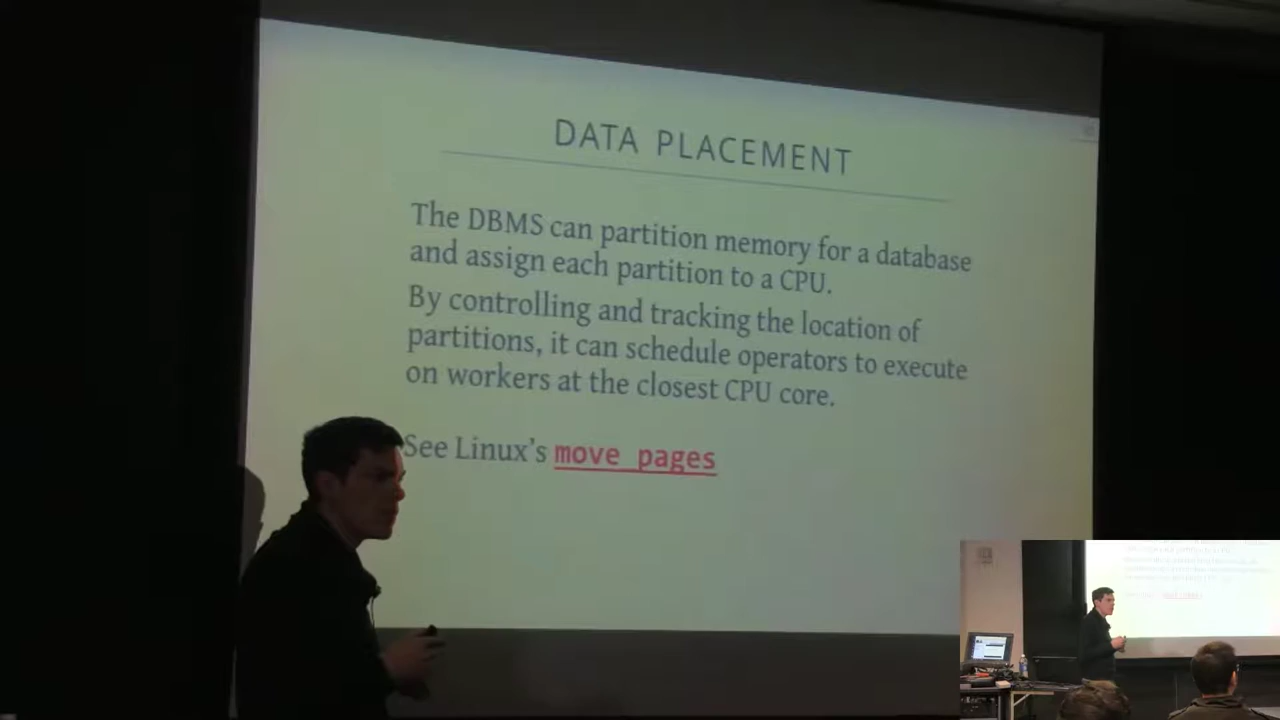 DATA PLACEMENT
The DBMS can partition memory for a database
and assign each partition to a CPU.
By controlling and tracking the location of
partitions, it can schedule operators to execute
on workers at the closest CPU core.
See Linux's move_pages